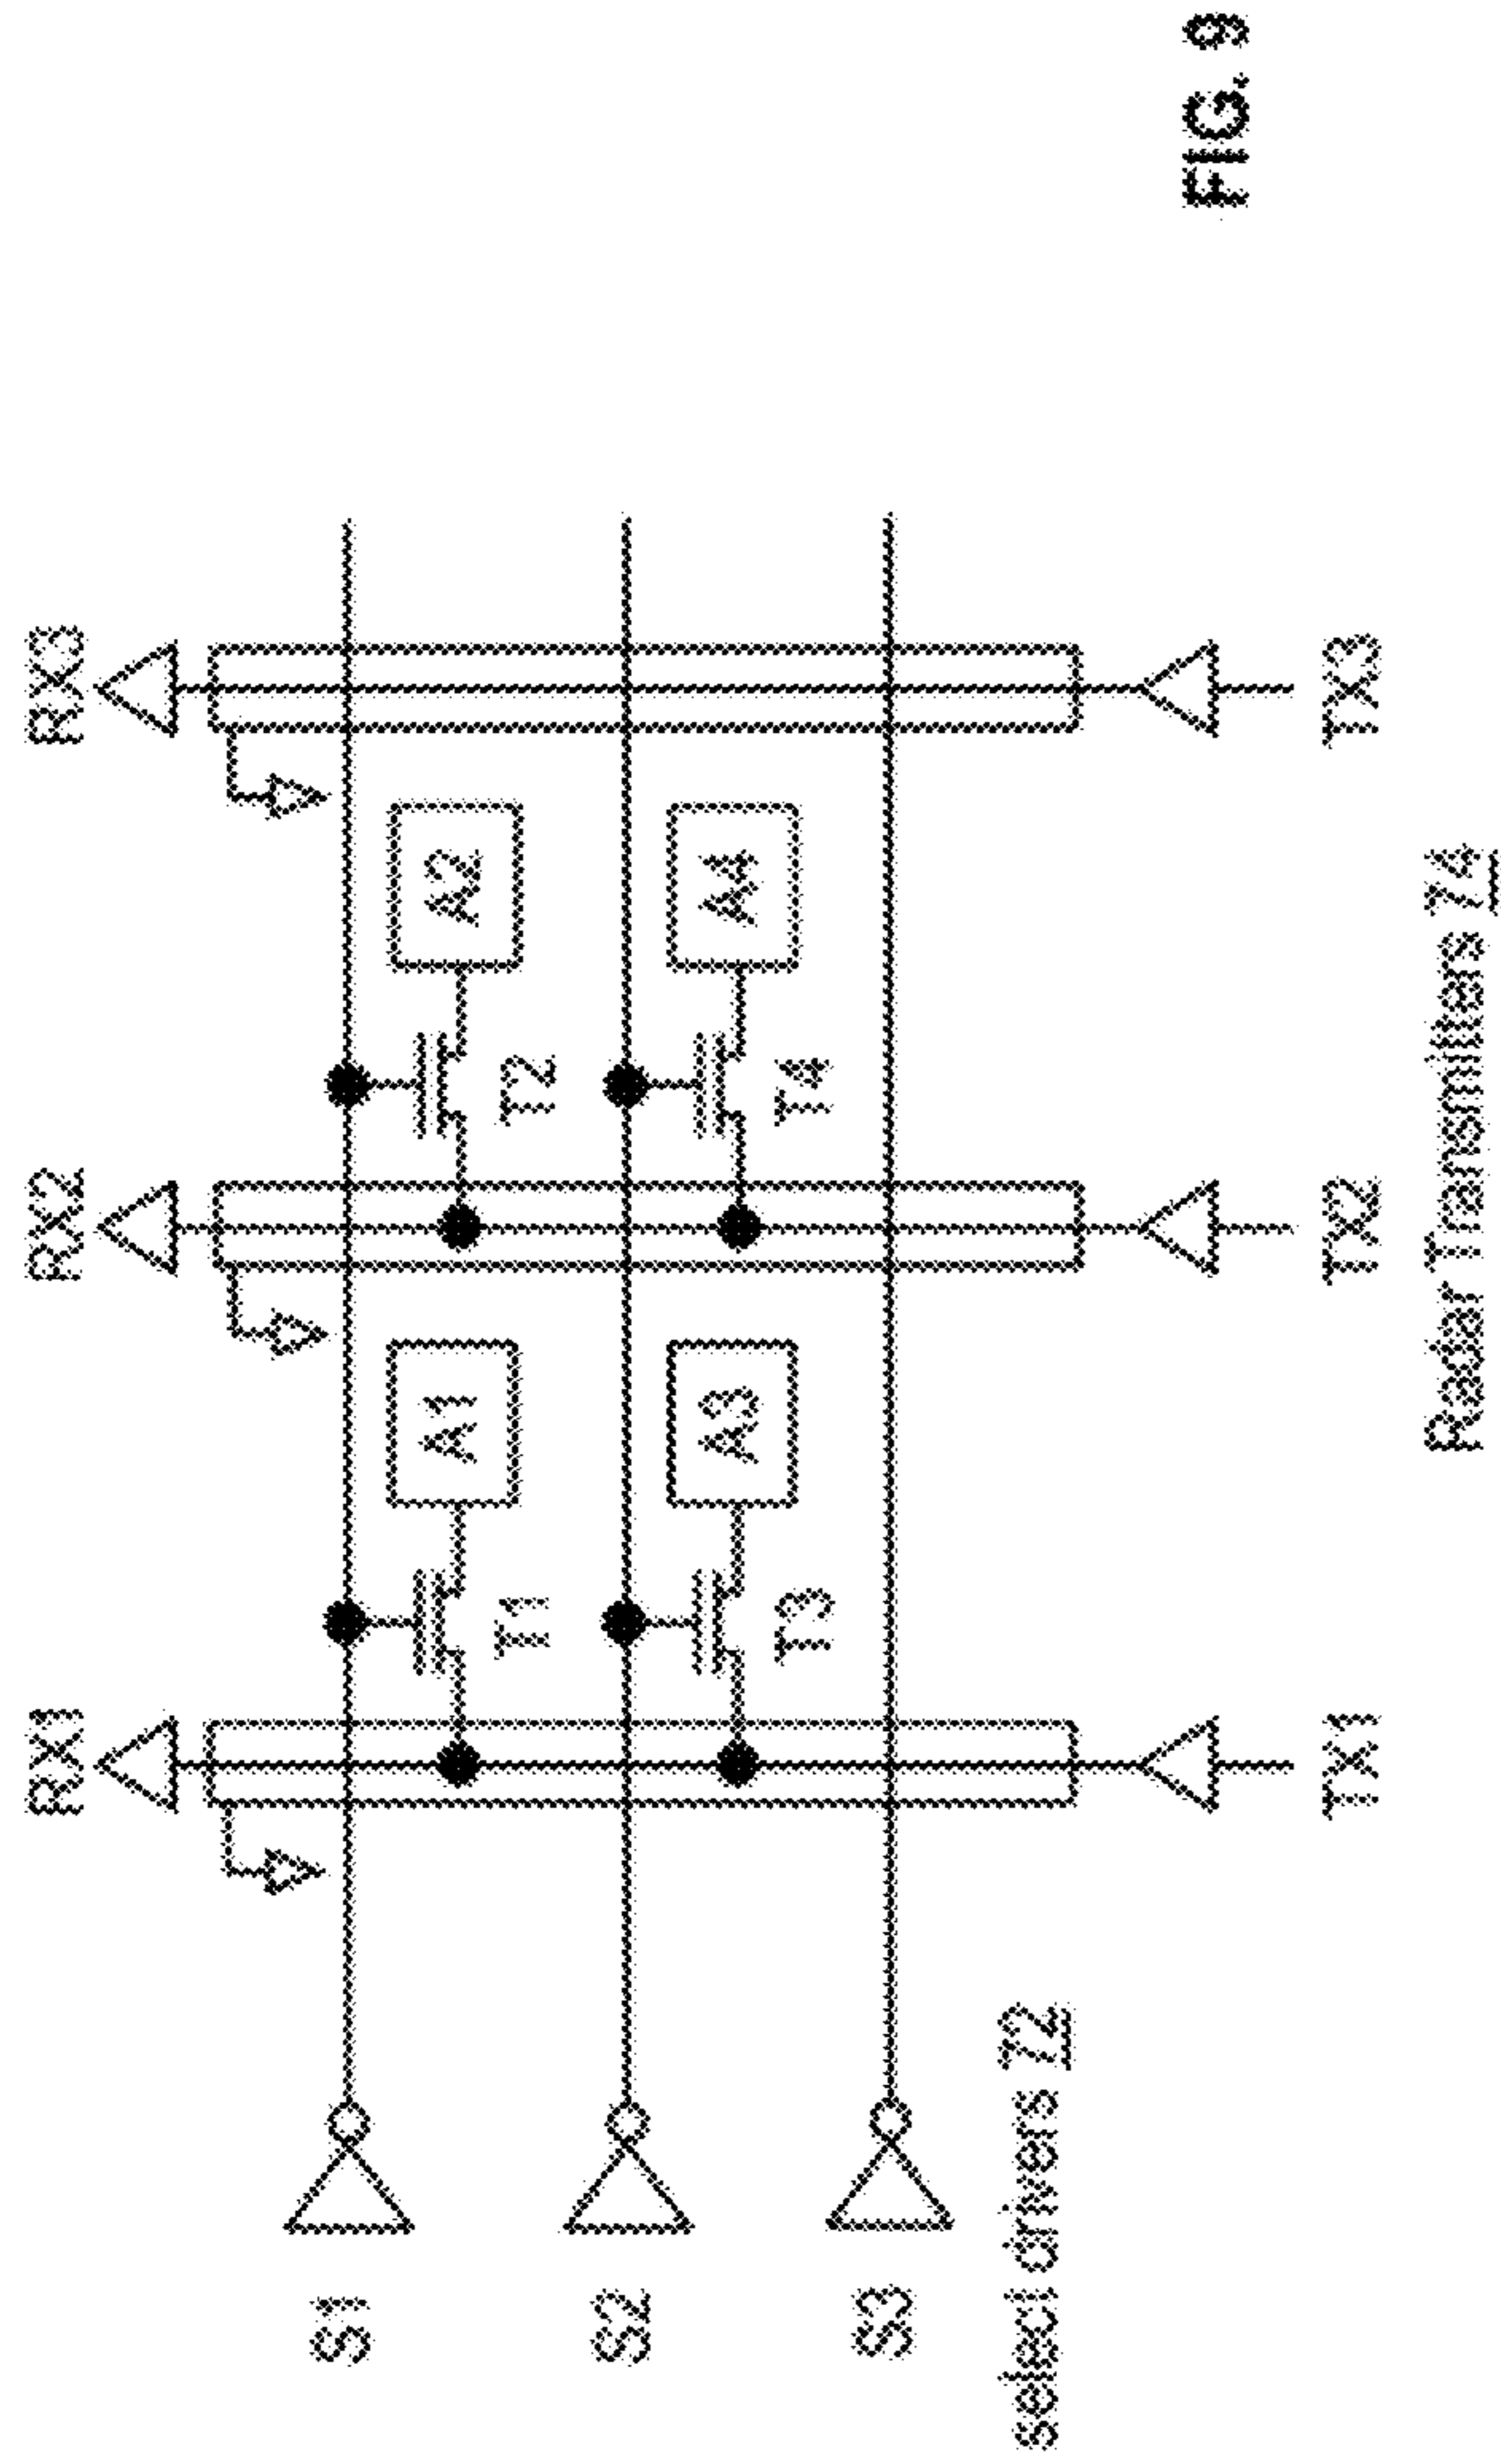 RX1 RX2 RX3
S1
A1 A2
T1 T2
S2
A3 A4
T3 T4
S3
select drivers 72
FIG. 9
TX1 TX2 TX3
Radar Transmitters 74